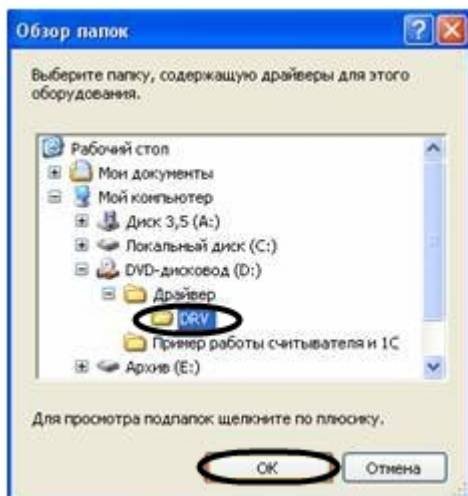 Обзор папок
Выберите папку, содержащую драйверы для этого
оборудования.
Рабочий стол
Мои документы
Мой компьютер
Диск 3,5 (A:)
Локальный диск (C:)
DVD-дисковод (D:)
Драйвер
DRV
Пример работы считывателя и 1С
Архив (E:)
Для просмотра подпапок щелкните по плюсику.
ОК Отмена